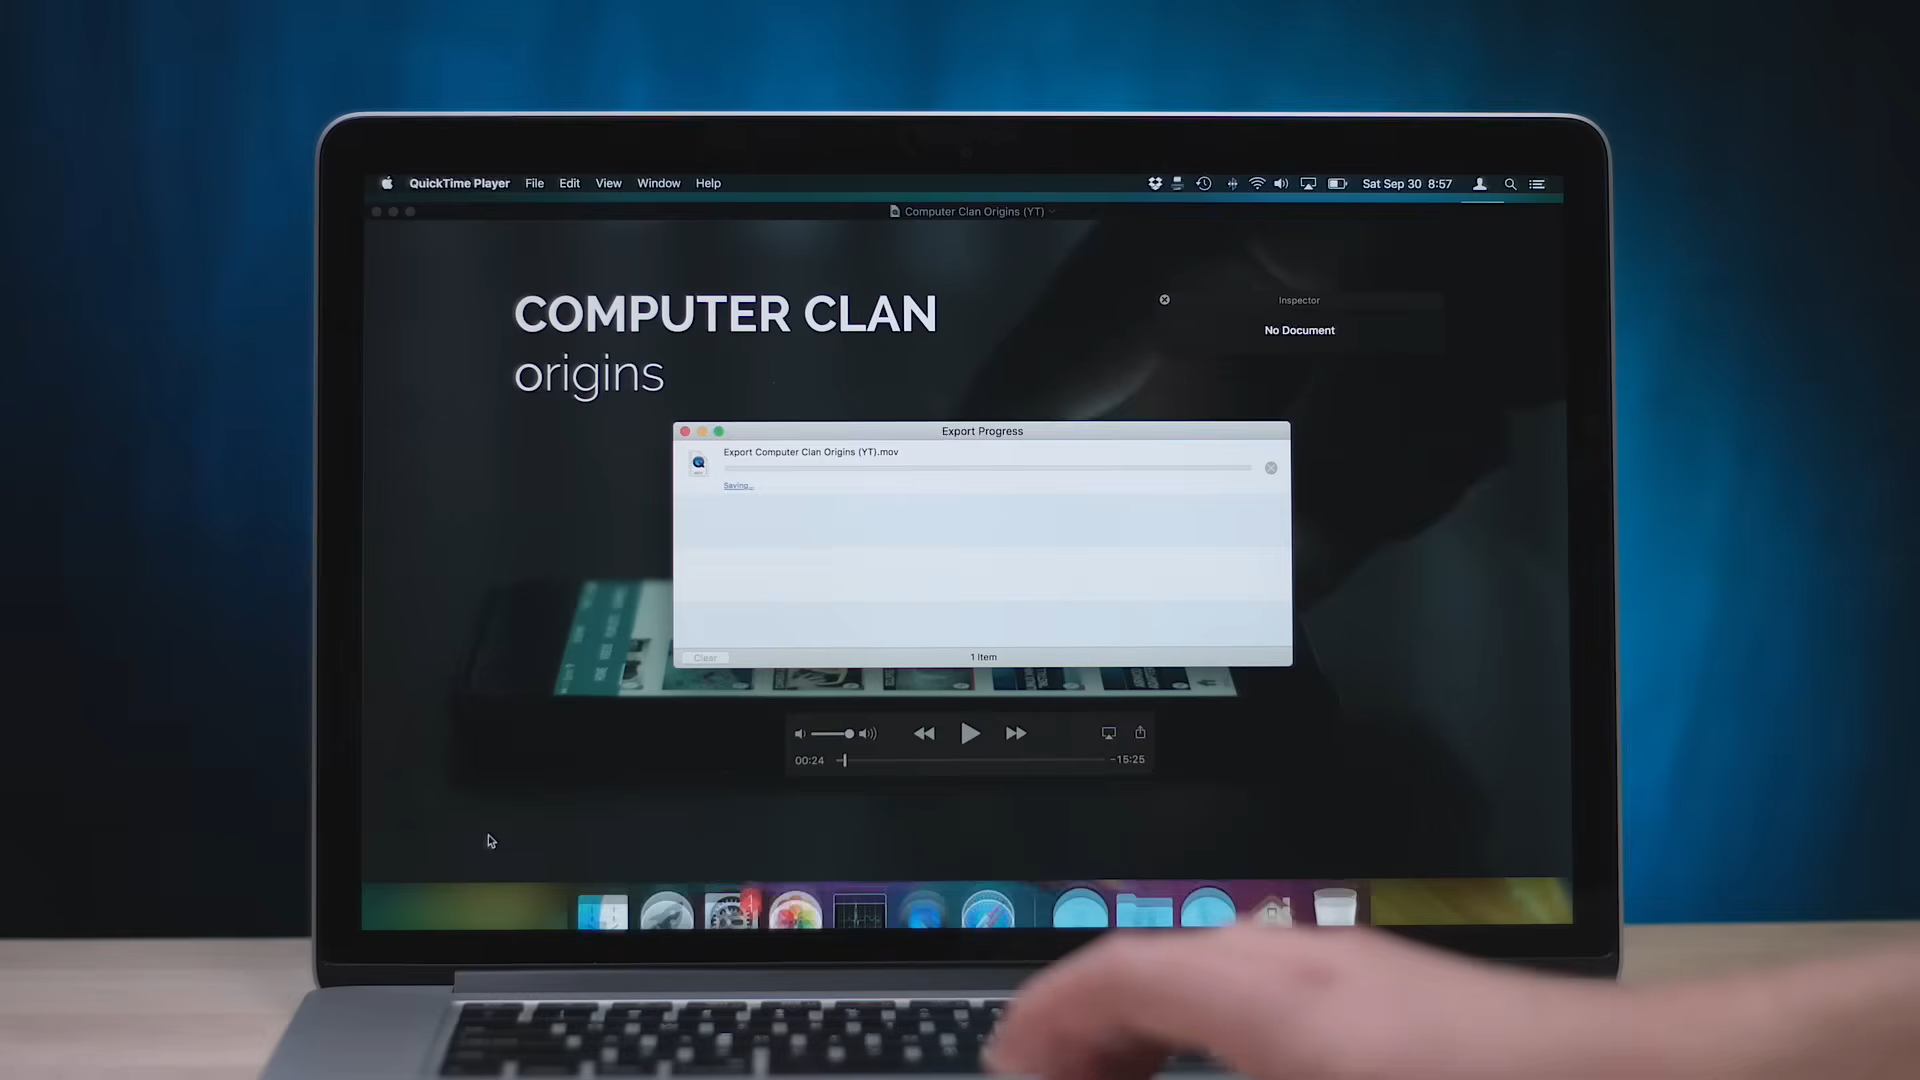 QuickTime Player File Edit View Window Help Sat Sep 30 8:57
Computer Clan Origins (YT)
COMPUTER CLAN
origins
Inspector
No Document
Export Progress
Export Computer Clan Origins (YT).mov
Saving...
Clear
1 Item
00:24
-15:25